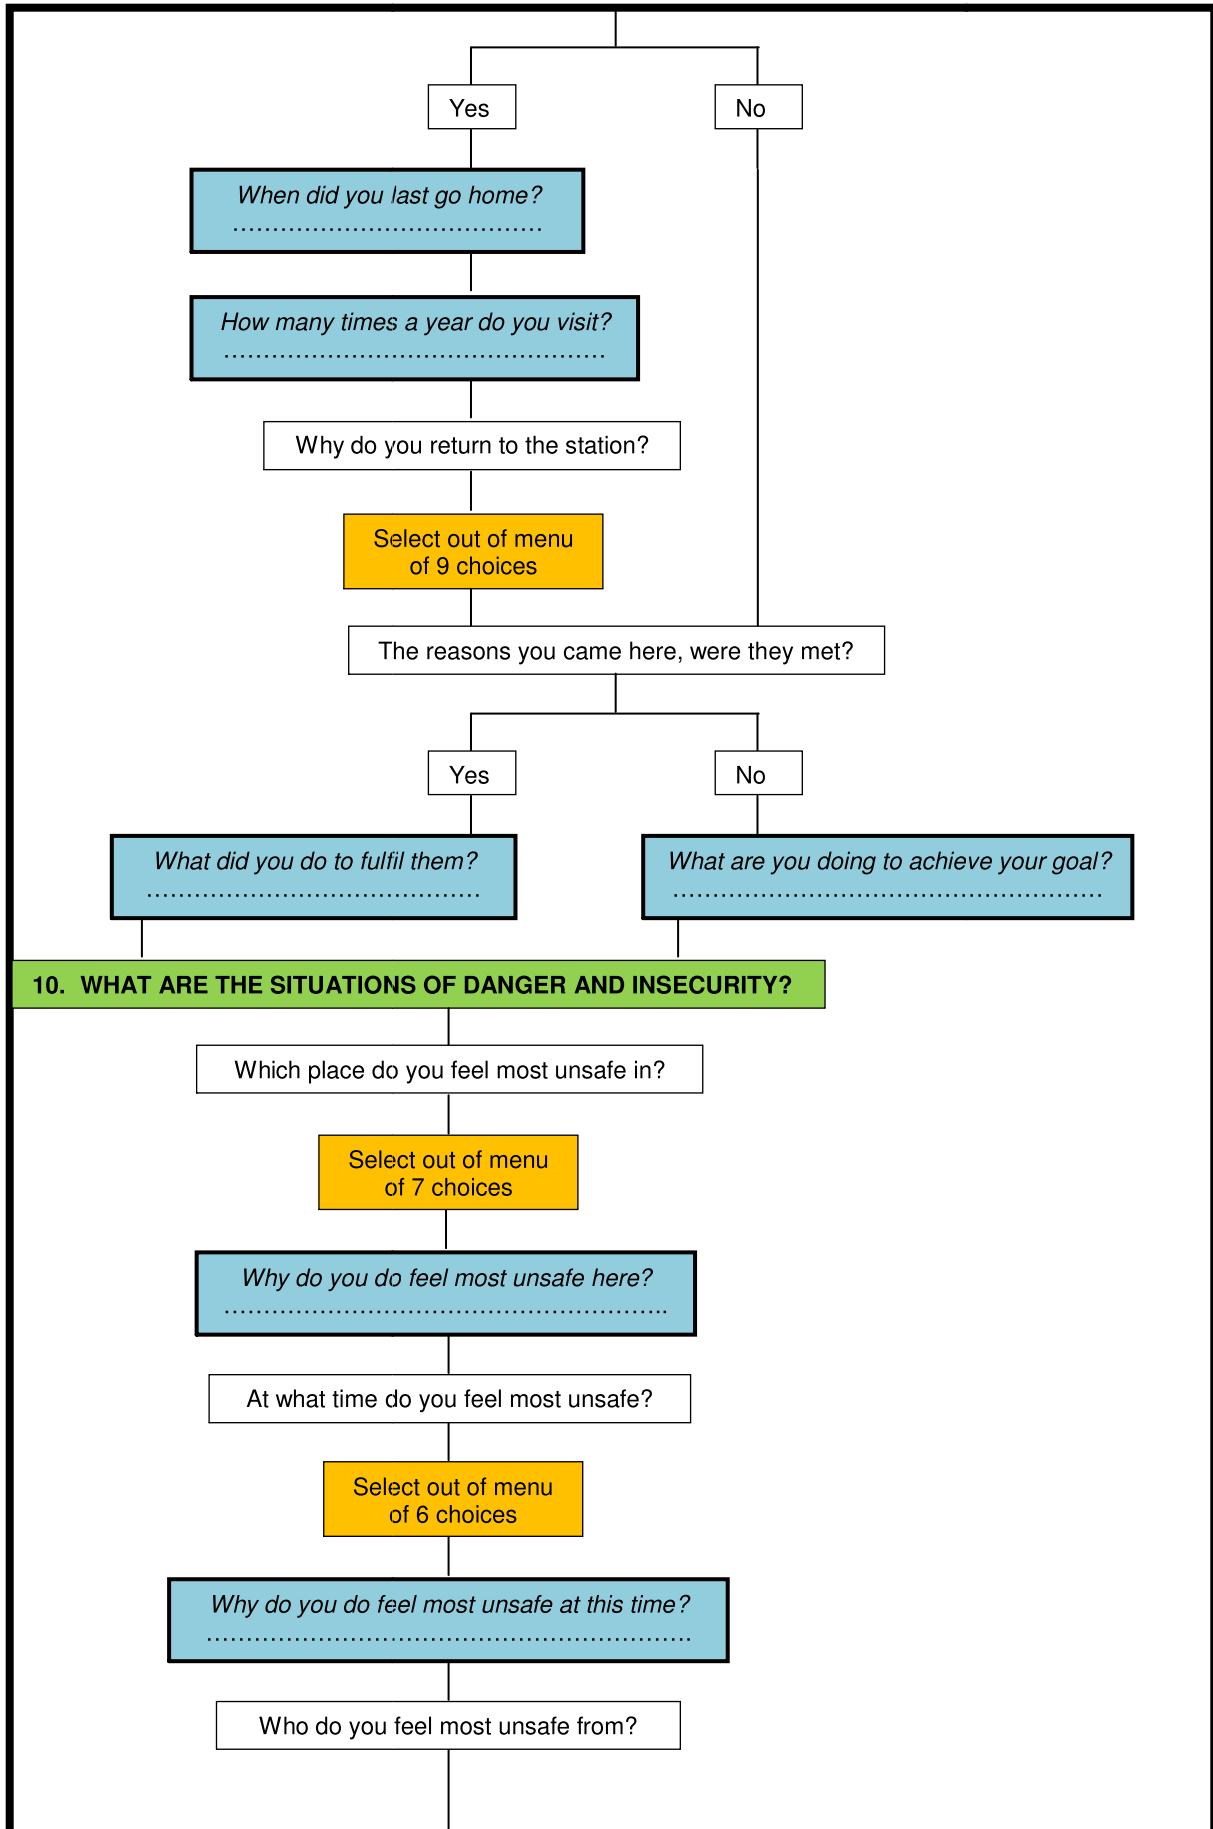 Yes
No
When did you last go home?
………………………………….
How many times a year do you visit?
…………………………………………
Why do you return to the station?
Select out of menu
of 9 choices
The reasons you came here, were they met?
Yes
No
What did you do to fulfil them?
……………………………………
What are you doing to achieve your goal?
………………………………………………
10. WHAT ARE THE SITUATIONS OF DANGER AND INSECURITY?
Which place do you feel most unsafe in?
Select out of menu
of 7 choices
Why do you do feel most unsafe here?
………………………………………………..
At what time do you feel most unsafe?
Select out of menu
of 6 choices
Why do you do feel most unsafe at this time?
…………………………………………………….
Who do you feel most unsafe from?